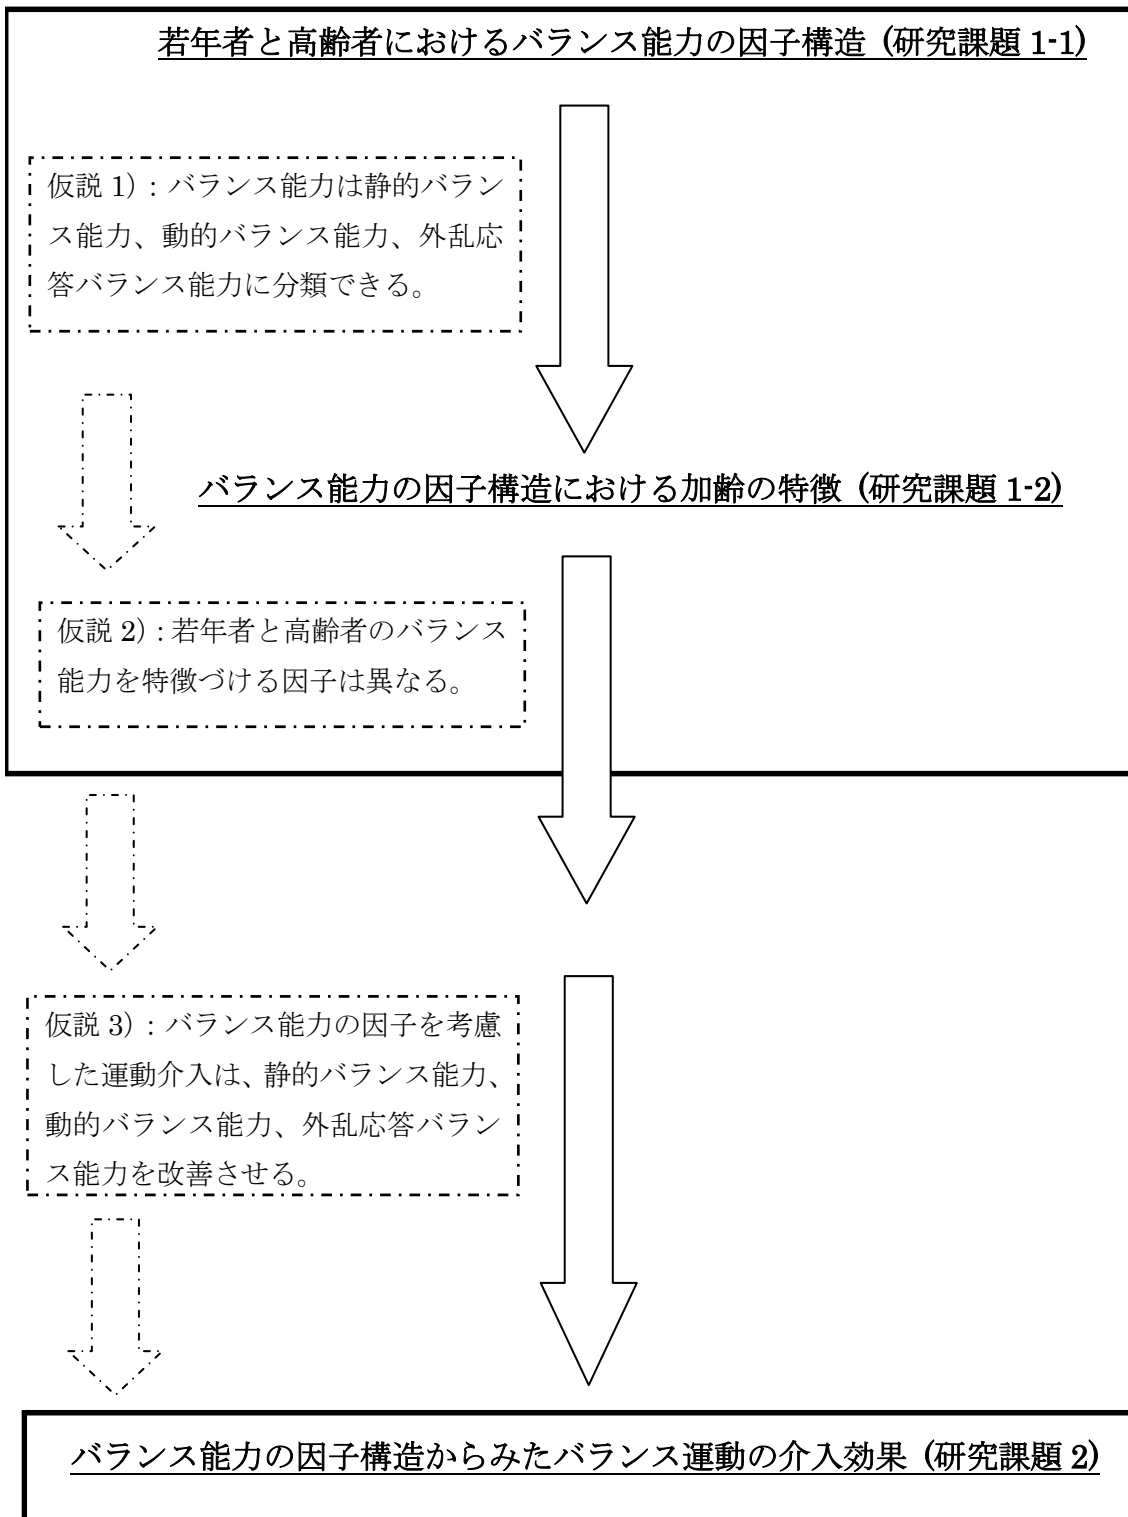 若年者と高齢者におけるバランス能力の因子構造 (研究課題 1-1)
仮説 1)：バランス能力は静的バラン
ス能力、動的バランス能力、外乱応
答バランス能力に分類できる。
バランス能力の因子構造における加齢の特徴 (研究課題 1-2)
仮説 2)：若年者と高齢者のバランス
能力を特徴づける因子は異なる。
仮説 3)：バランス能力の因子を考慮
した運動介入は、静的バランス能力、
動的バランス能力、外乱応答バラン
ス能力を改善させる。
バランス能力の因子構造からみたバランス運動の介入効果 (研究課題 2)